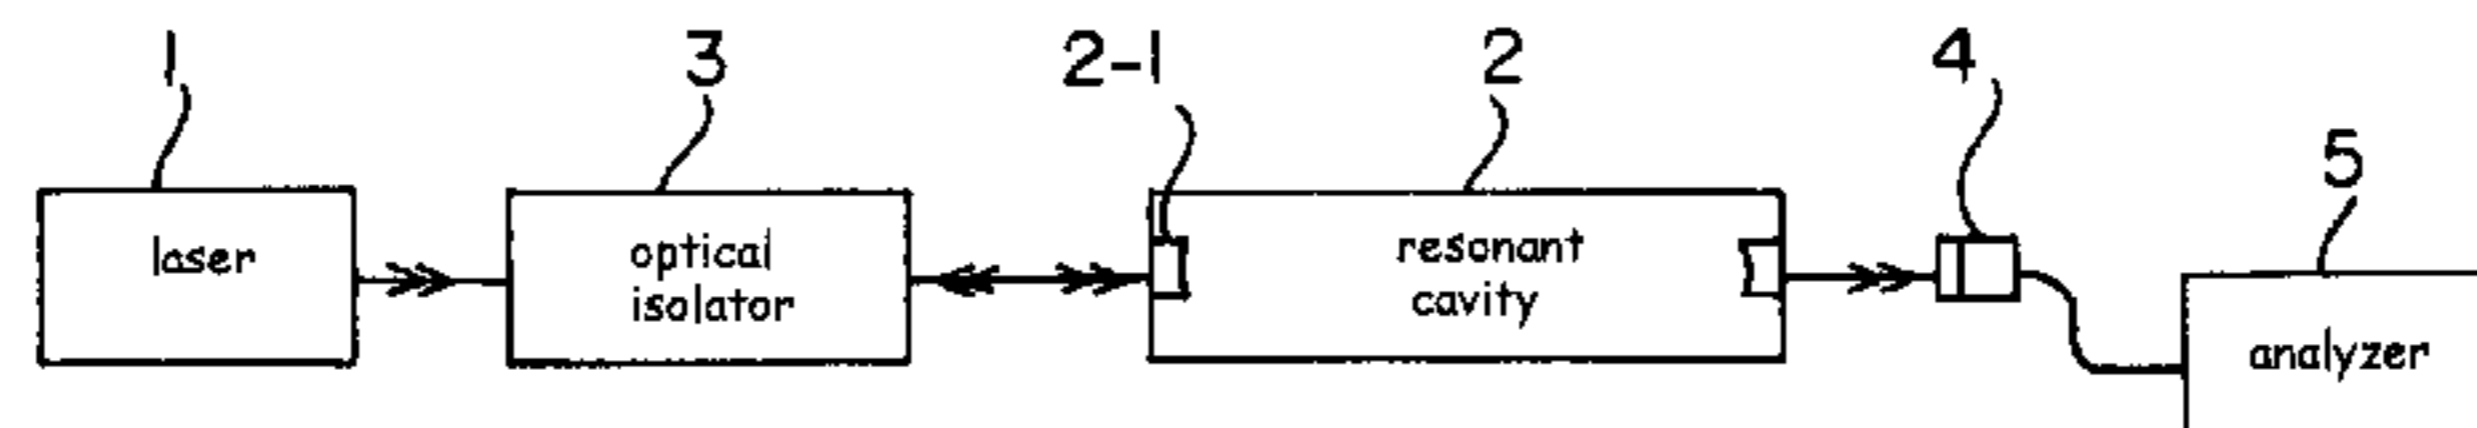 1
3
2-1
2
4
5
laser
optical
isolator
resonant
cavity
analyzer